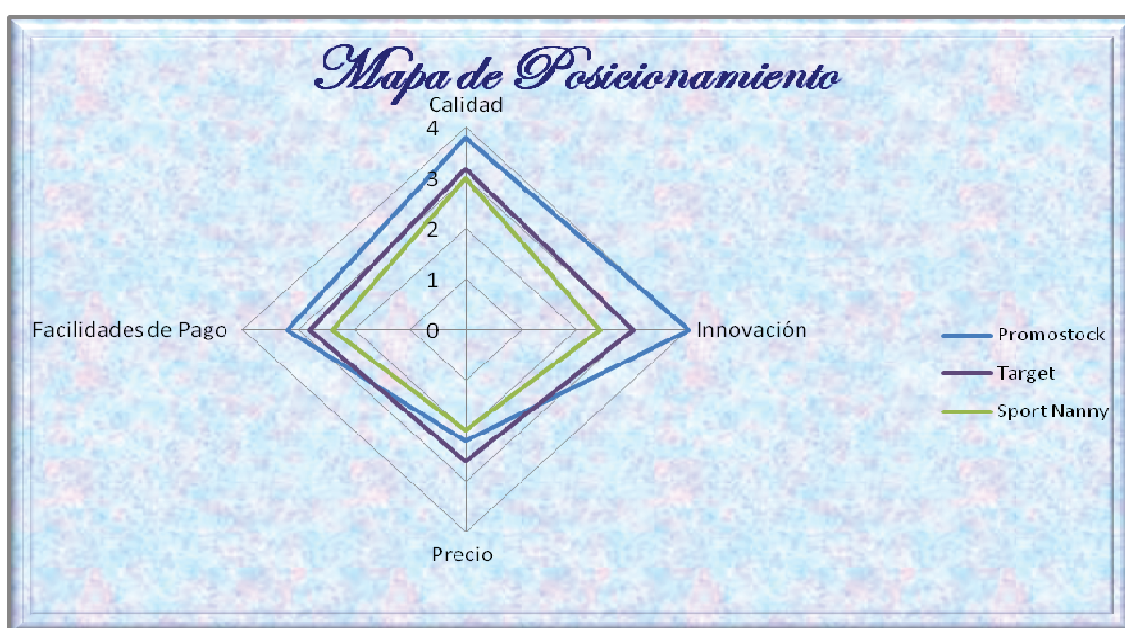 Mapa de Posicionamiento
Calidad
4
3
2
1
0
Facilidades de Pago
Innovación
Precio
Promostock
Target
Sport Nanny